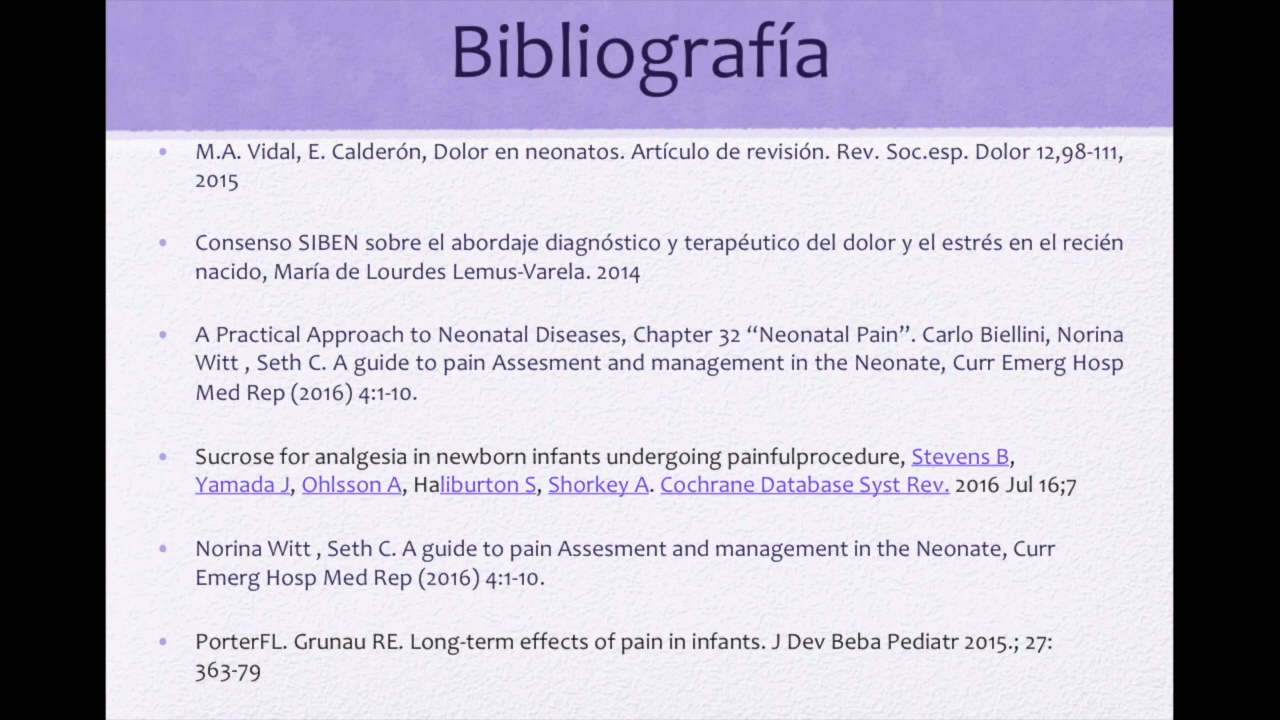 Bibliografía
• M.A. Vidal, E. Calderón, Dolor en neonatos. Artículo de revisión. Rev. Soc.esp. Dolor 12,98-111,
2015
• Consenso SIBEN sobre el abordaje diagnóstico y terapéutico del dolor y el estrés en el recién
nacido, María de Lourdes Lemus-Varela. 2014
• A Practical Approach to Neonatal Diseases, Chapter 32 “Neonatal Pain”. Carlo Biellini, Norina
Witt , Seth C. A guide to pain Assesment and management in the Neonate, Curr Emerg Hosp
Med Rep (2016) 4:1-10.
• Sucrose for analgesia in newborn infants undergoing painfulprocedure, Stevens B,
Yamada J, Ohlsson A, Haliburton S, Shorkey A. Cochrane Database Syst Rev. 2016 Jul 16;7
• Norina Witt , Seth C. A guide to pain Assesment and management in the Neonate, Curr
Emerg Hosp Med Rep (2016) 4:1-10.
• PorterFL. Grunau RE. Long-term effects of pain in infants. J Dev Beba Pediatr 2015.; 27:
363-79